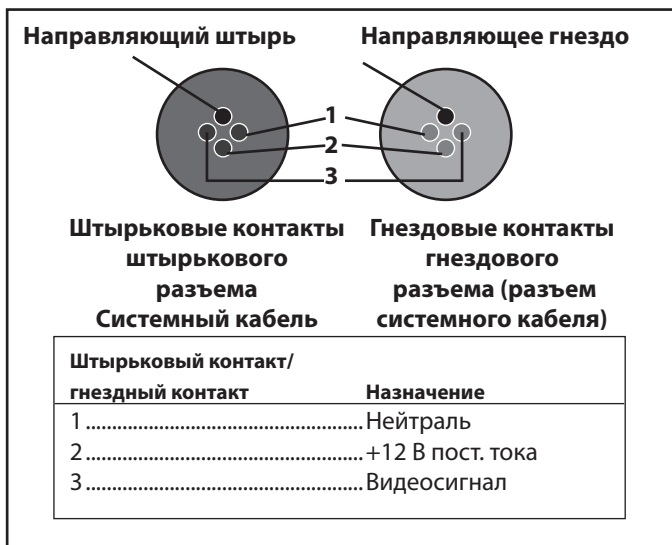 Направляющий штырь Направляющее гнездо
1
2
3
Штырьковые контакты
штырькового
разъема
Системный кабель
Гнездовые контакты
гнездового
разъема (разъем
системного кабеля)
Штырьковый контакт/
гнездный контакт Назначение
1 ........................................................ Нейтраль
2 ........................................................ +12 В пост. тока
3 ........................................................ Видеосигнал